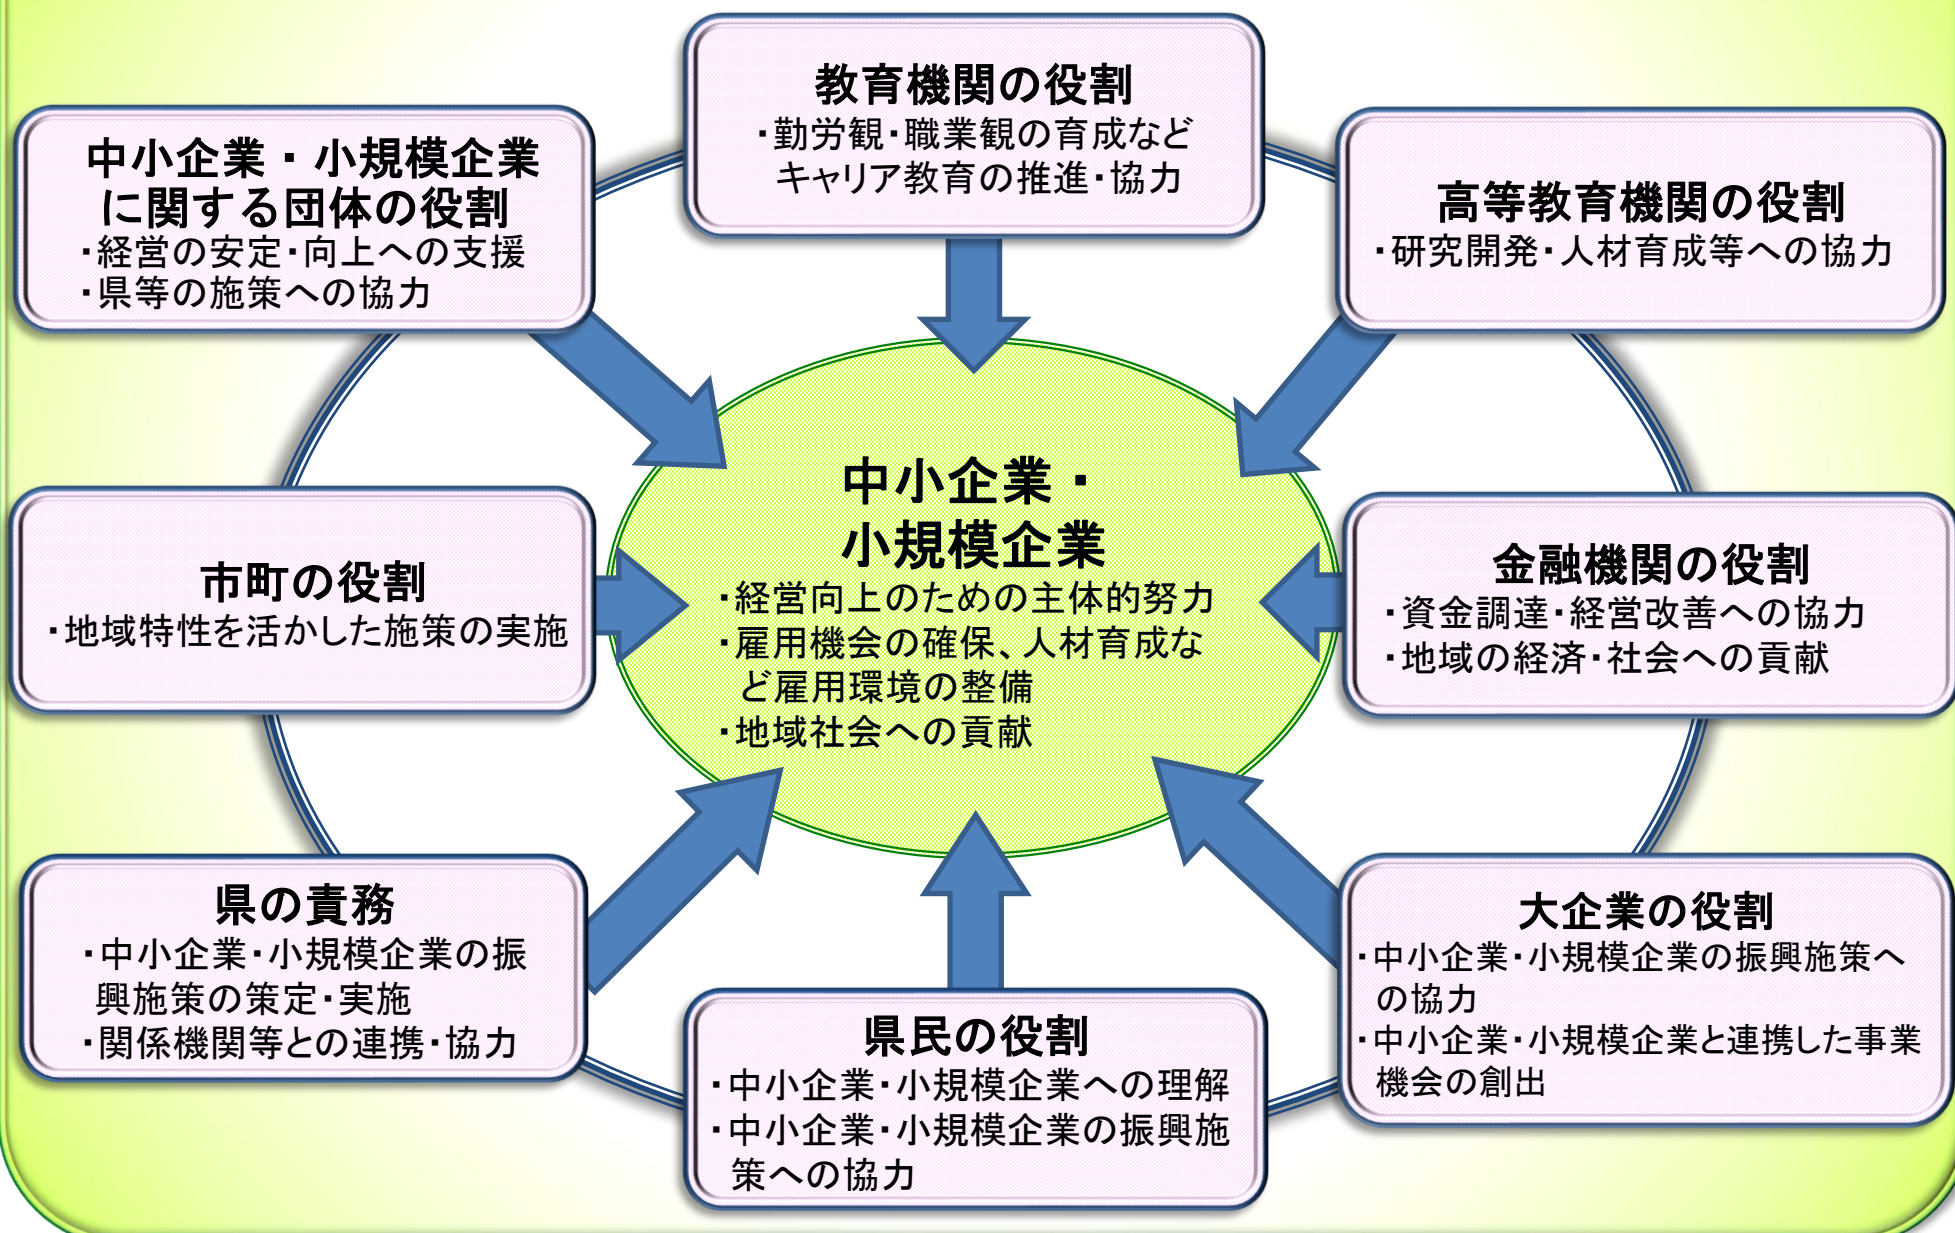 教育機関の役割
・勤労観・職業観の育成など
キャリア教育の推進・協力
中小企業・小規模企業
に関する団体の役割
・経営の安定・向上への支援
・県等の施策への協力
高等教育機関の役割
・研究開発・人材育成等への協力
中小企業・
小規模企業
・経営向上のための主体的努力
・雇用機会の確保、人材育成な
ど雇用環境の整備
・地域社会への貢献
市町の役割
・地域特性を活かした施策の実施
金融機関の役割
・資金調達・経営改善への協力
・地域の経済・社会への貢献
県の責務
・中小企業・小規模企業の振
興施策の策定・実施
・関係機関等との連携・協力
県民の役割
・中小企業・小規模企業への理解
・中小企業・小規模企業の振興施
策への協力
大企業の役割
・中小企業・小規模企業の振興施策へ
の協力
・中小企業・小規模企業と連携した事業
機会の創出